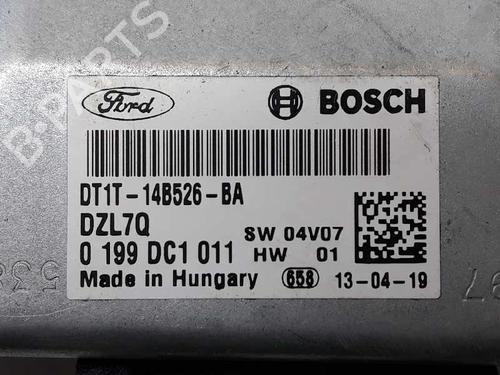 B-PARTS
Ford BOSCH
DT1T-14B526-BA
DZL7Q
SW 04V07
0 199 DC1 011
HW 01
Made in Hungary 658 13-04-19